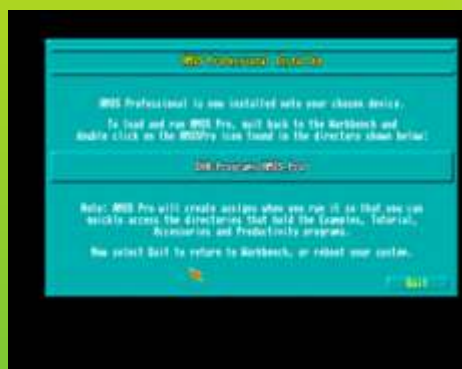 AMOS Professional Installed
AMOS Professional is now installed onto your chosen device.
To load and run AMOS Pro, quit back to the Workbench and
double click on the AMOSPro icon found in the directory shown below:
Note: AMOS Pro will create assigns when you run it so that you can
quickly access the directories that hold the Examples, Tutorial,
Accessories and Productivity programs.
Now select Quit to return to Workbench, or reboot your system.
Quit